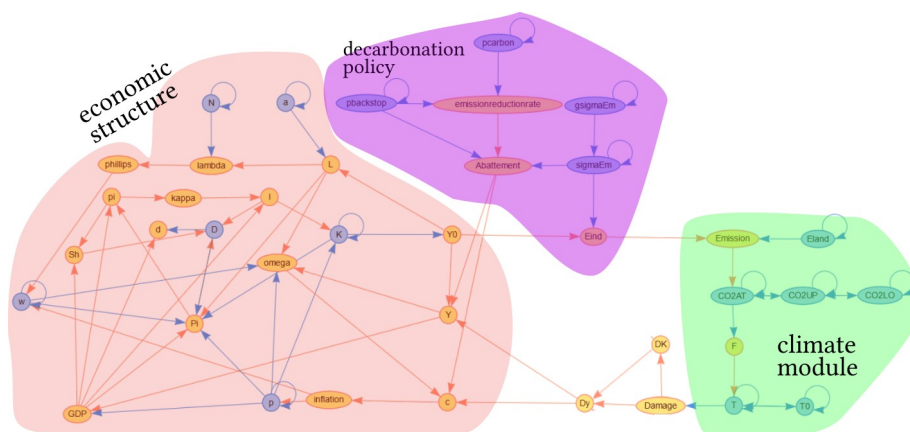 economic
structure
decarbonation
policy
pcarbon
N
a
pbackstop
emissionreductionrate
gsigmaEm
phillips
lambda
L
Abattement
sigmaEm
pi
kappa
I
d
D
K
Y0
Eind
Emission
Eland
Sh
omega
w
CO2AT
CO2UP
CO2LO
Pi
Y
F
DK
climate
module
GDP
p
inflation
c
Dy
Damage
T
T0